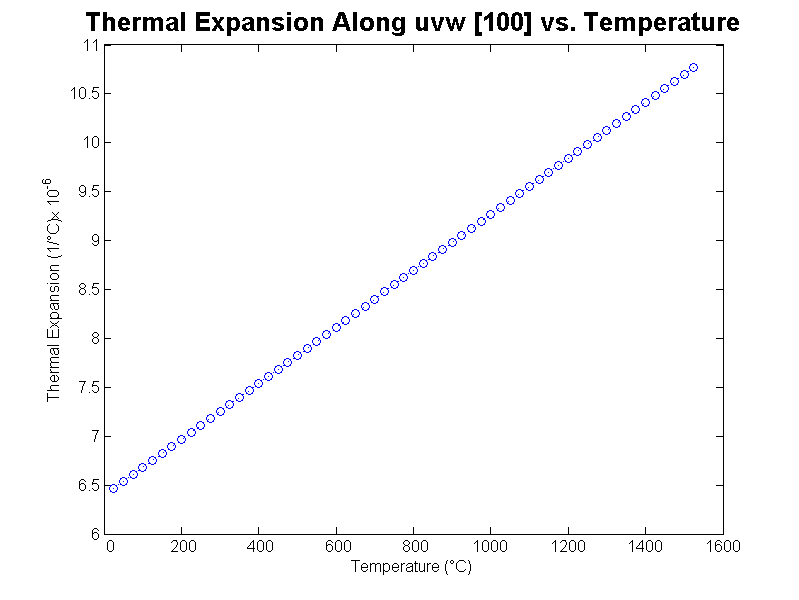 Thermal Expansion Along uvw [100] vs. Temperature
11
10.5
10
9.5
9
8.5
8
7.5
7
6.5
6
Thermal Expansion (1/°C)× 10⁻⁶
0 200 400 600 800 1000 1200 1400 1600
Temperature (°C)